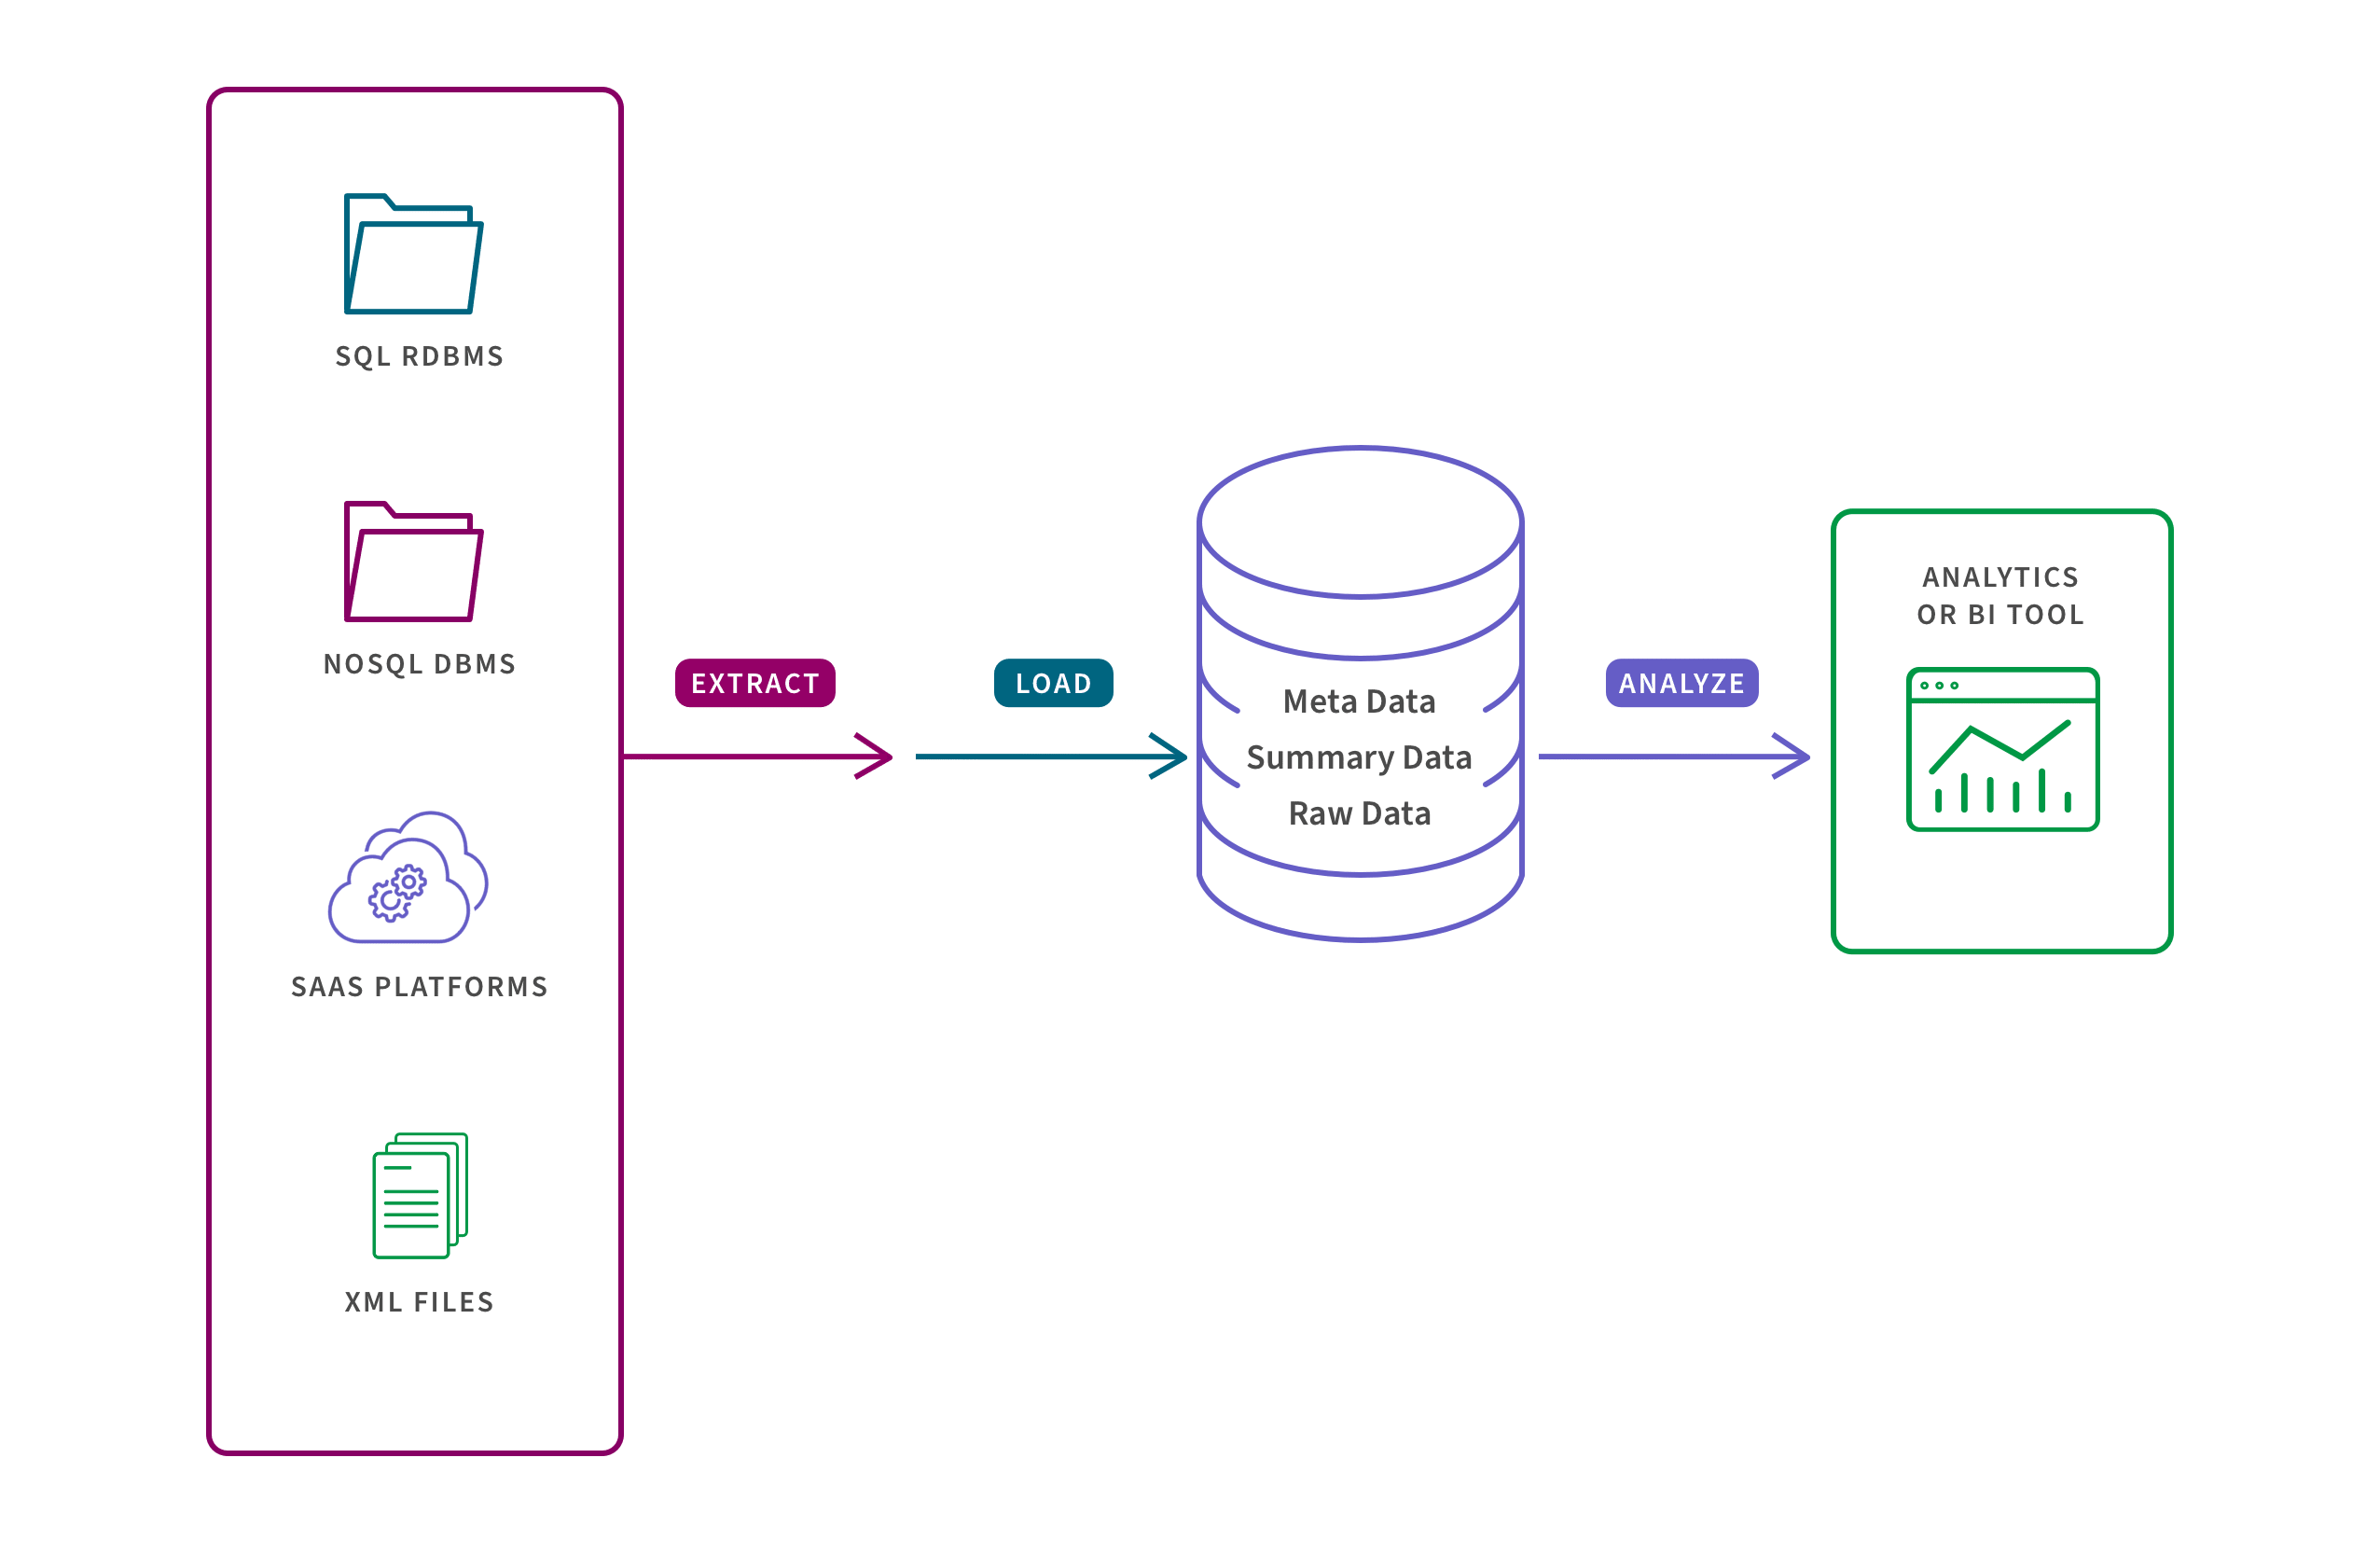 SQL RDBMS
NOSQL DBMS
SAAS PLATFORMS
XML FILES
EXTRACT
LOAD
Meta Data
Summary Data
Raw Data
ANALYZE
ANALYTICS
OR BI TOOL